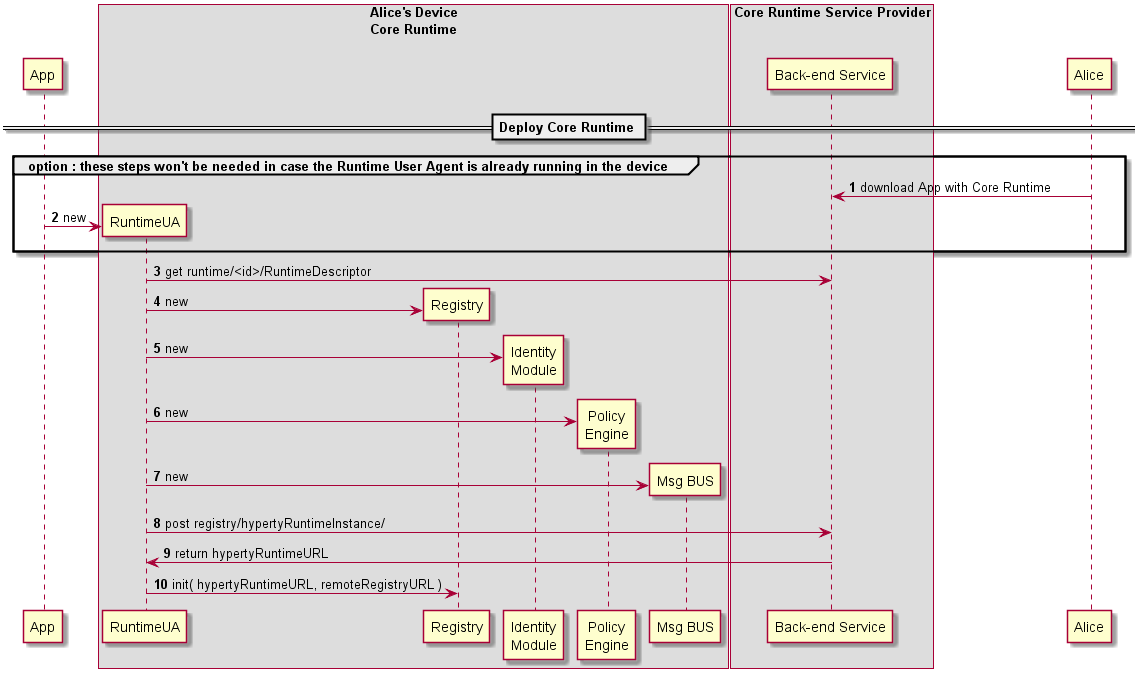 Alice's Device
Core Runtime
Core Runtime Service Provider
App
Back-end Service
Alice
Deploy Core Runtime
option : these steps won't be needed in case the Runtime User Agent is already running in the device
1 download App with Core Runtime
2 new
RuntimeUA
3 get runtime/<id>/RuntimeDescriptor
4 new
Registry
5 new
Identity
Module
6 new
Policy
Engine
7 new
Msg BUS
8 post registry/hypertyRuntimeInstance/
9 return hypertyRuntimeURL
10 init( hypertyRuntimeURL, remoteRegistryURL )
App
RuntimeUA
Registry
Identity
Module
Policy
Engine
Msg BUS
Back-end Service
Alice